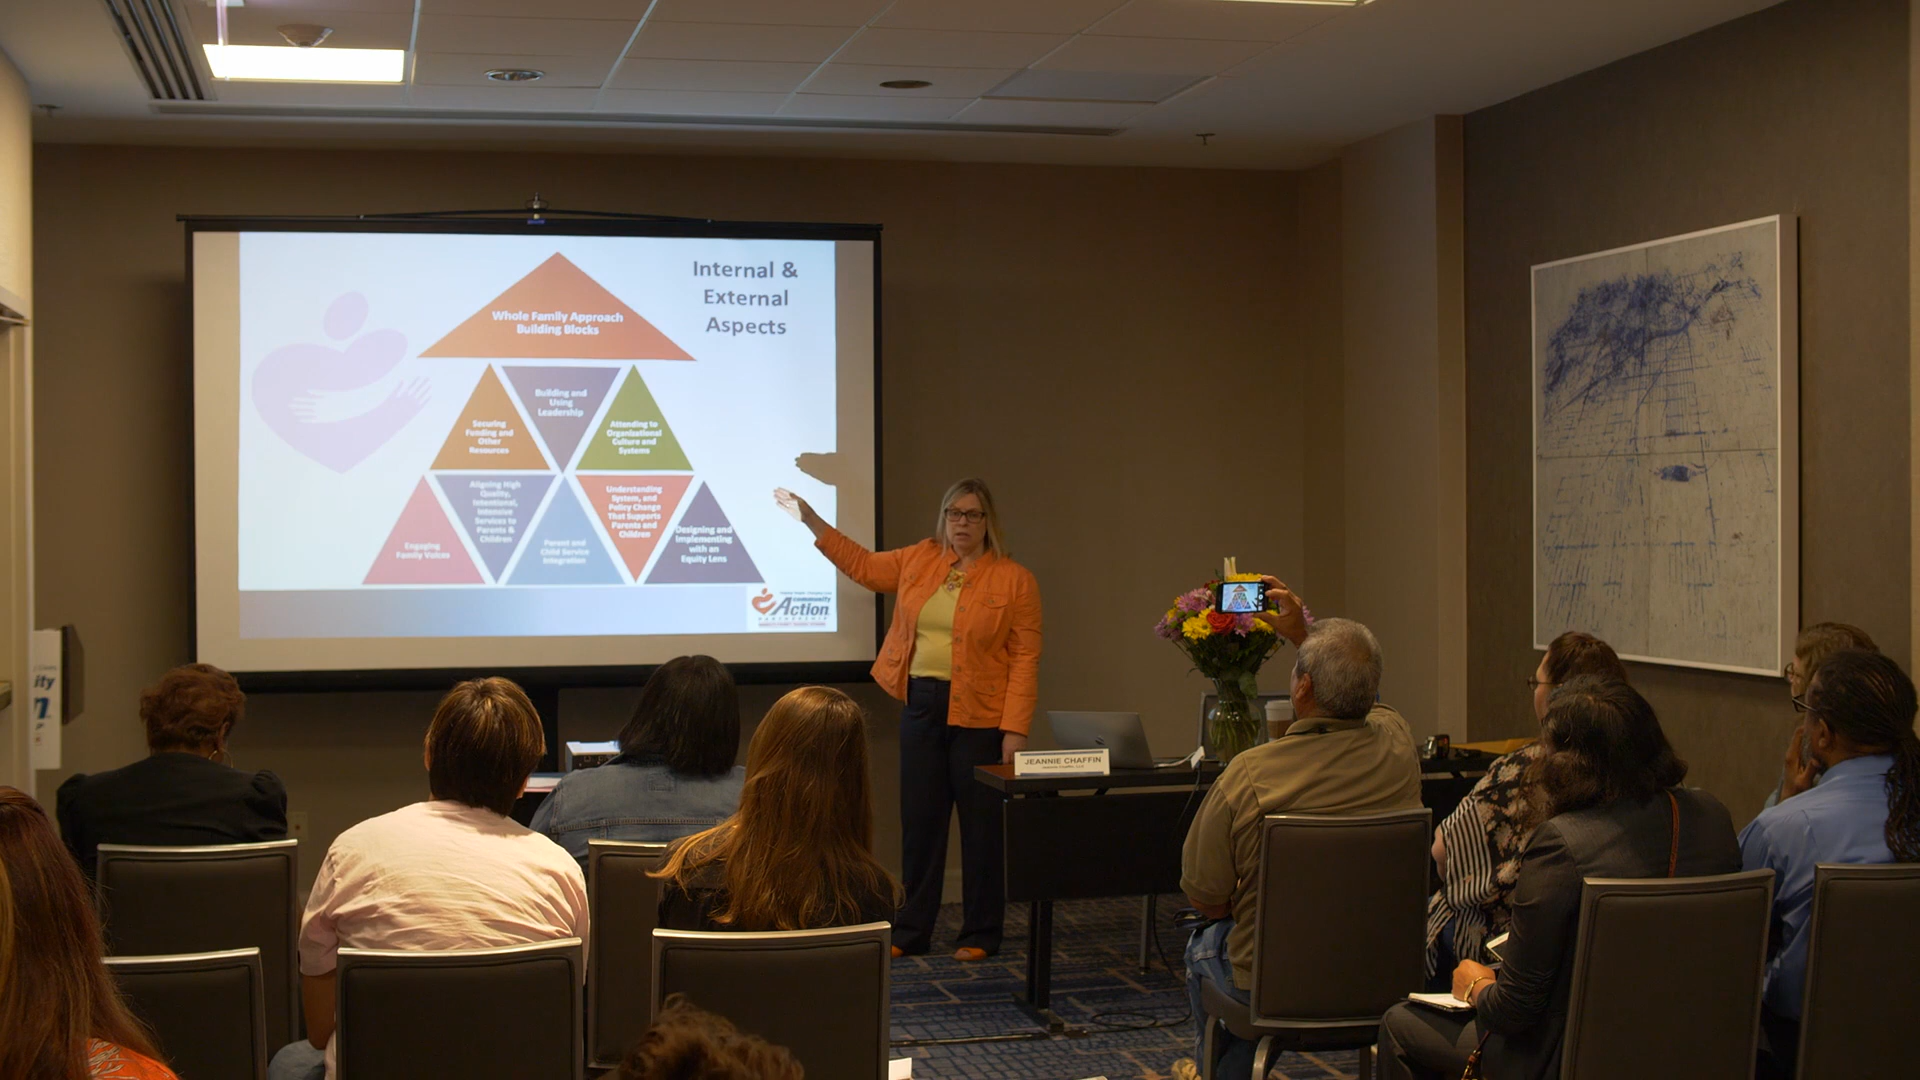 Internal &
External
Aspects
Whole Family Approach
Building Blocks
Building and
Using
Leadership
Securing
Funding and
Other
Resources
Attending to
Organizational
Culture and
Systems
Aligning High
Quality,
Intentional,
Intensive
Services to
Parents &
Children
Understanding
System, and
Policy Change
That Supports
Parents and
Children
Engaging
Family Voices
Parent and
Child Service
Integration
Designing and
Implementing
with an
Equity Lens
community
Action
PARTNERSHIP
JEANNIE CHAFFIN
ity
n